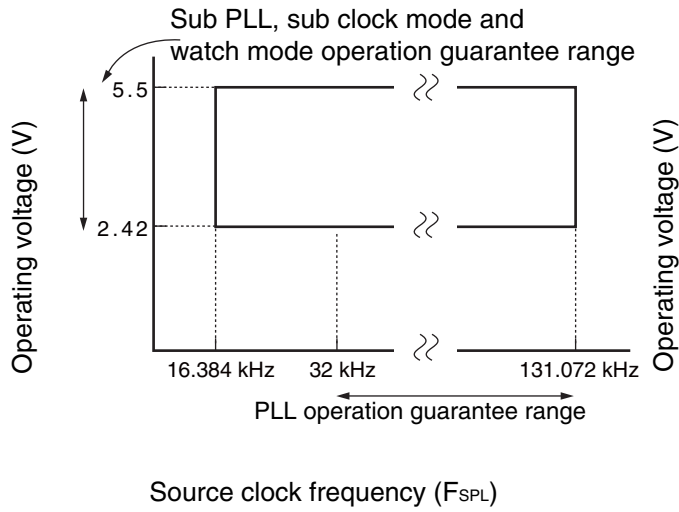 Sub PLL, sub clock mode and
watch mode operation guarantee range
5.5
2.42
Operating voltage (V)
Operating voltage (V)
16.384 kHz
32 kHz
131.072 kHz
PLL operation guarantee range
Source clock frequency (FSPL)